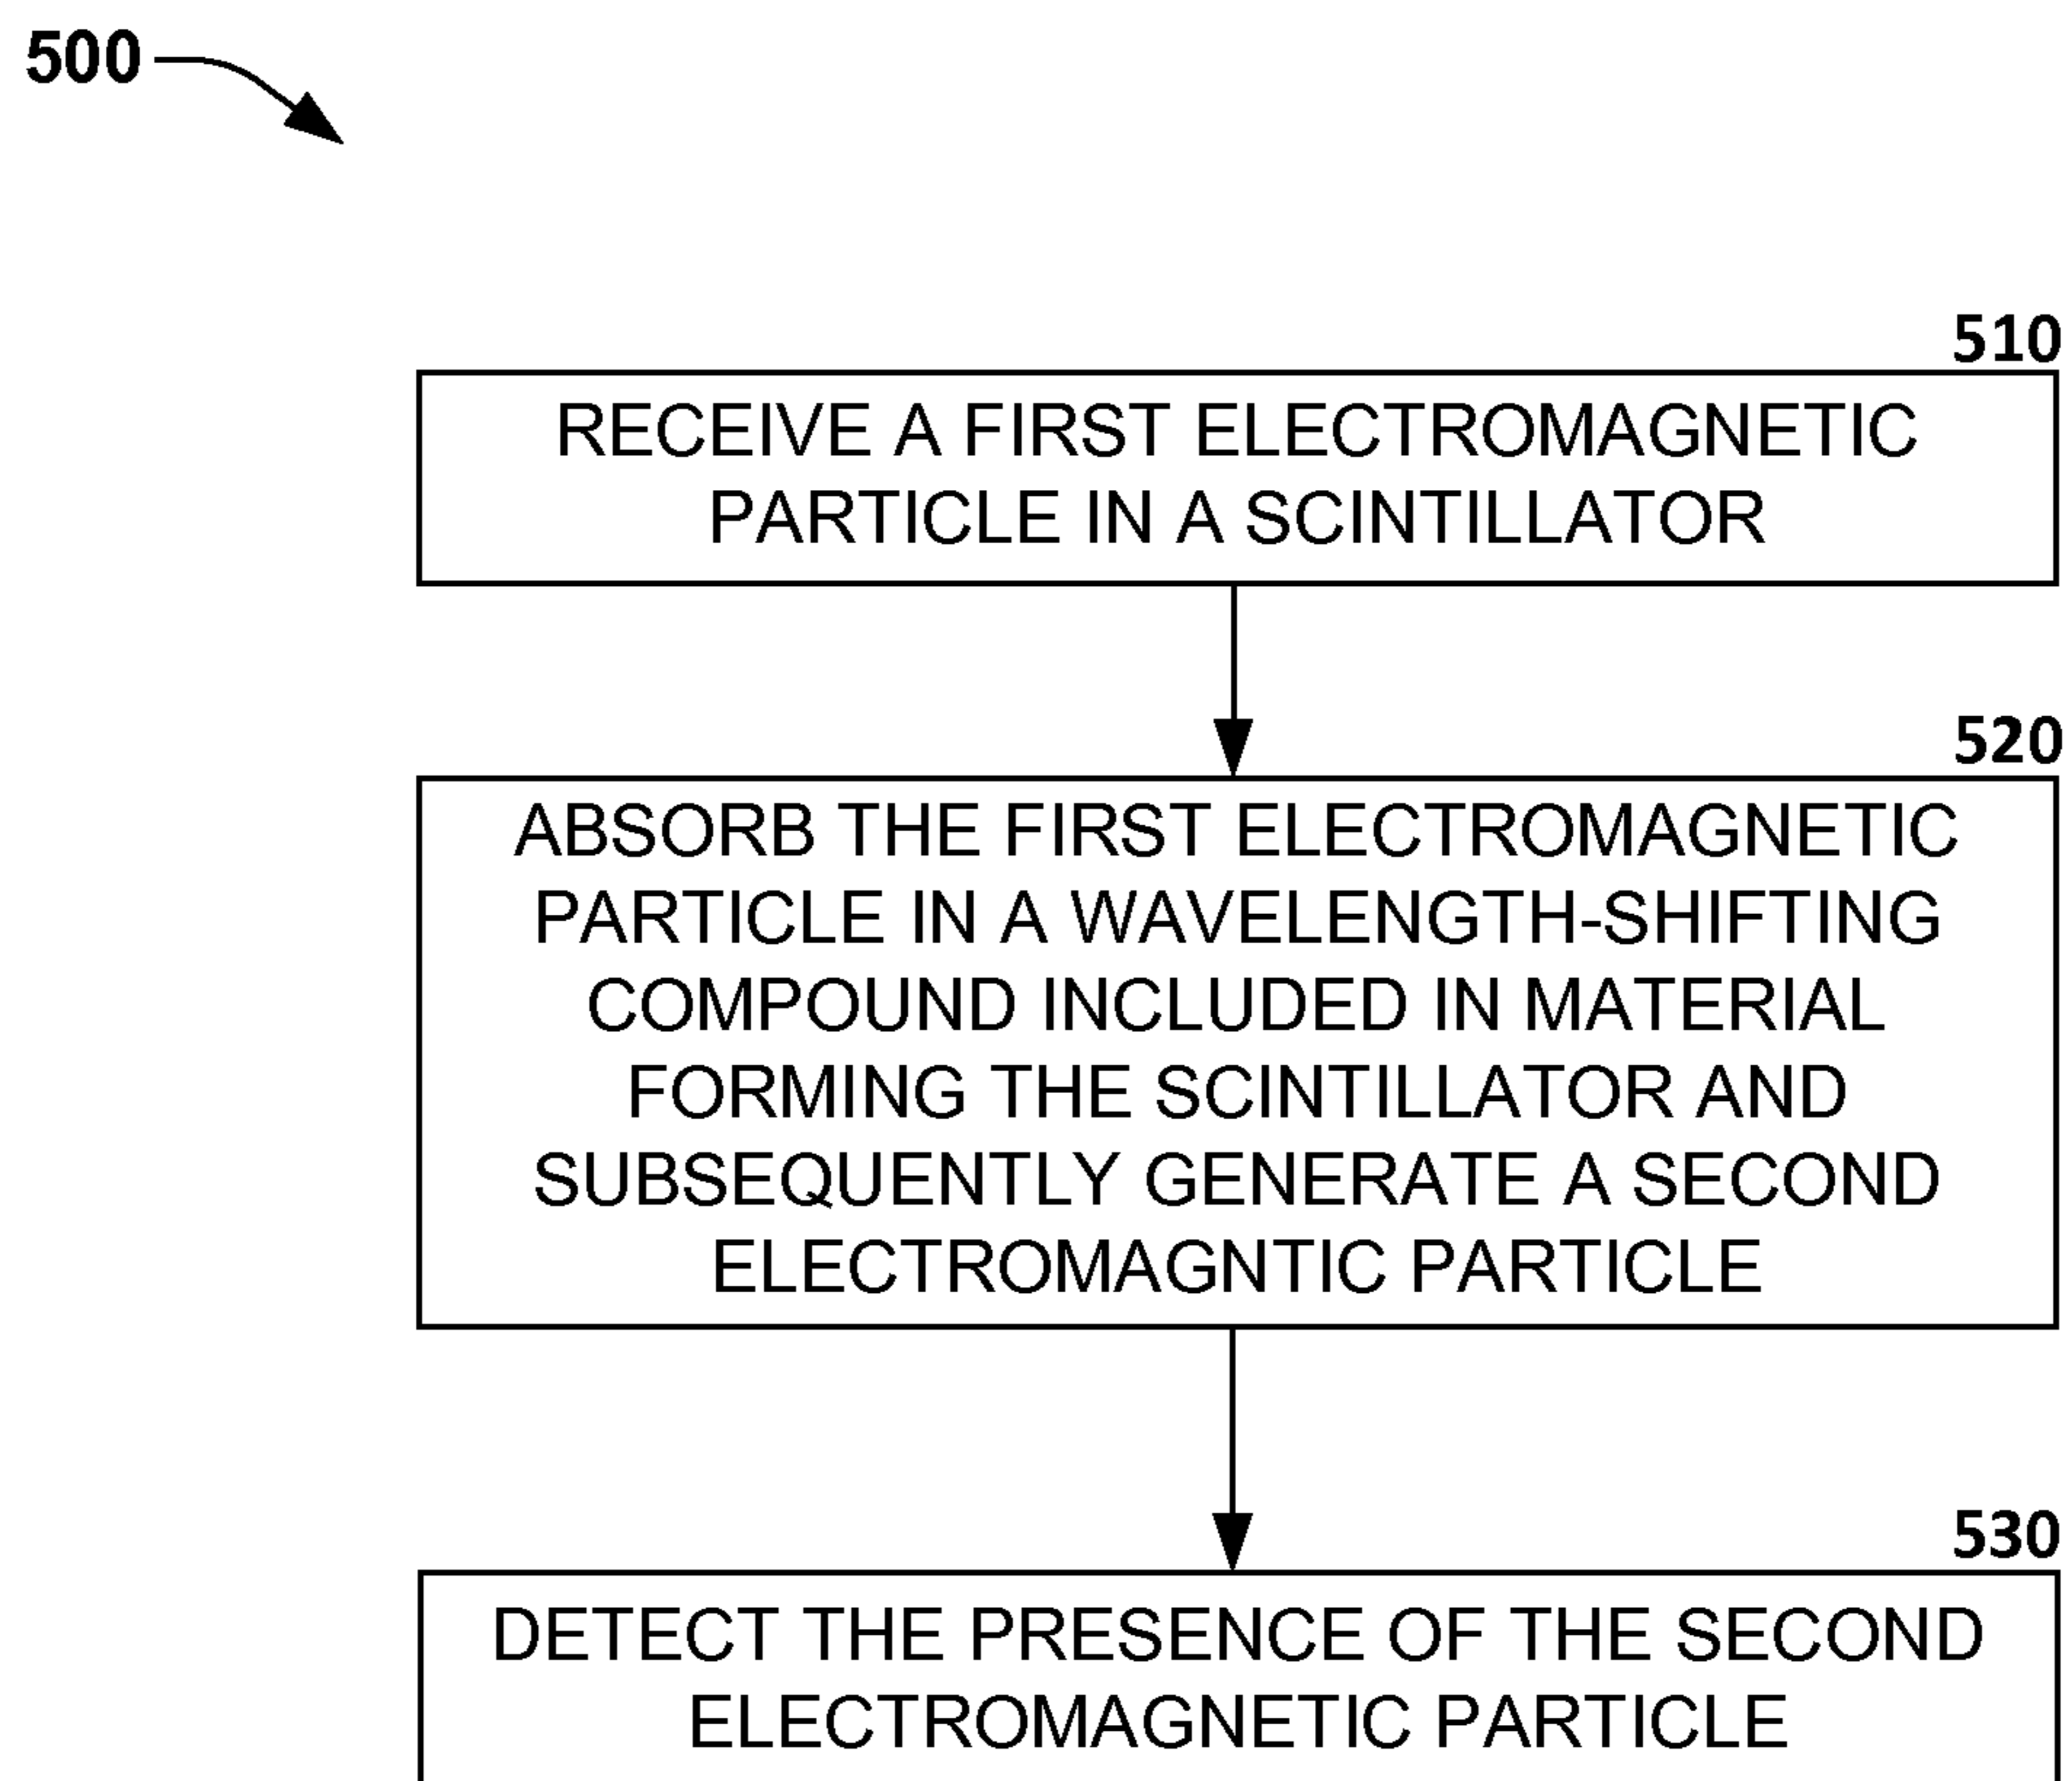 500
510
RECEIVE A FIRST ELECTROMAGNETIC
PARTICLE IN A SCINTILLATOR
520
ABSORB THE FIRST ELECTROMAGNETIC
PARTICLE IN A WAVELENGTH-SHIFTING
COMPOUND INCLUDED IN MATERIAL
FORMING THE SCINTILLATOR AND
SUBSEQUENTLY GENERATE A SECOND
ELECTROMAGNTIC PARTICLE
530
DETECT THE PRESENCE OF THE SECOND
ELECTROMAGNETIC PARTICLE